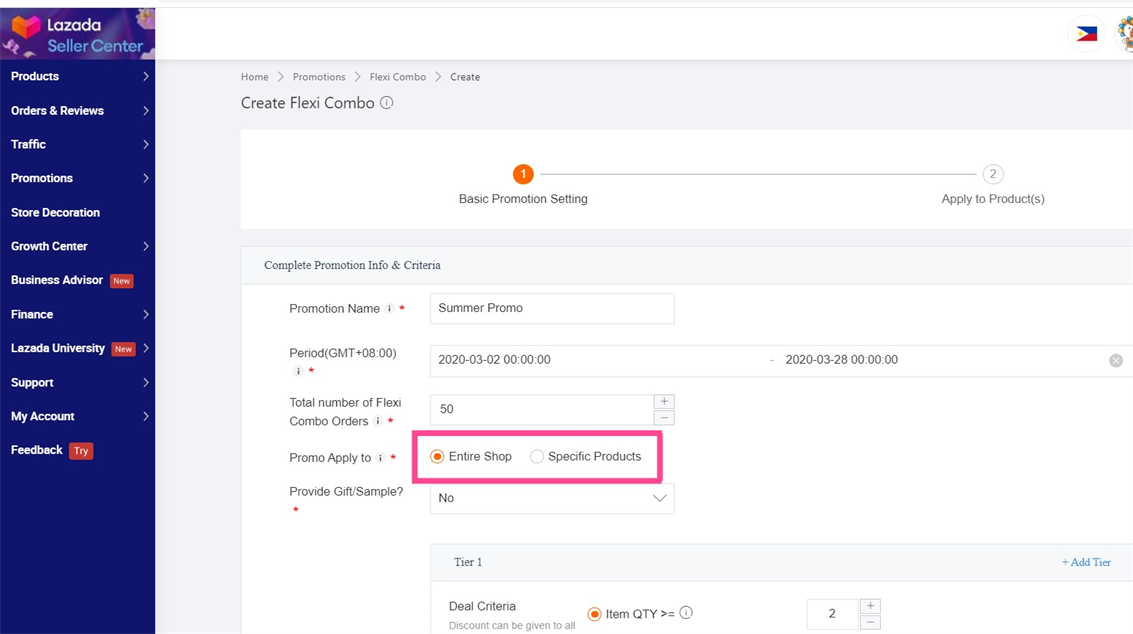 Lazada
Seller Center
Products
Orders & Reviews
Traffic
Promotions
Store Decoration
Growth Center
Business Advisor New
Finance
Lazada University New
Support
My Account
Feedback Try
Home > Promotions > Flexi Combo > Create
Create Flexi Combo i
1 2
Basic Promotion Setting Apply to Product(s)
Complete Promotion Info & Criteria
Promotion Name i * Summer Promo
Period(GMT+08:00)
i * 2020-03-02 00:00:00 - 2020-03-28 00:00:00
Total number of Flexi
Combo Orders i * 50 + −
Promo Apply to i * Entire Shop Specific Products
Provide Gift/Sample?
* No
Tier 1 + Add Tier
Deal Criteria
Discount can be given to all
Item QTY >= i 2 + −